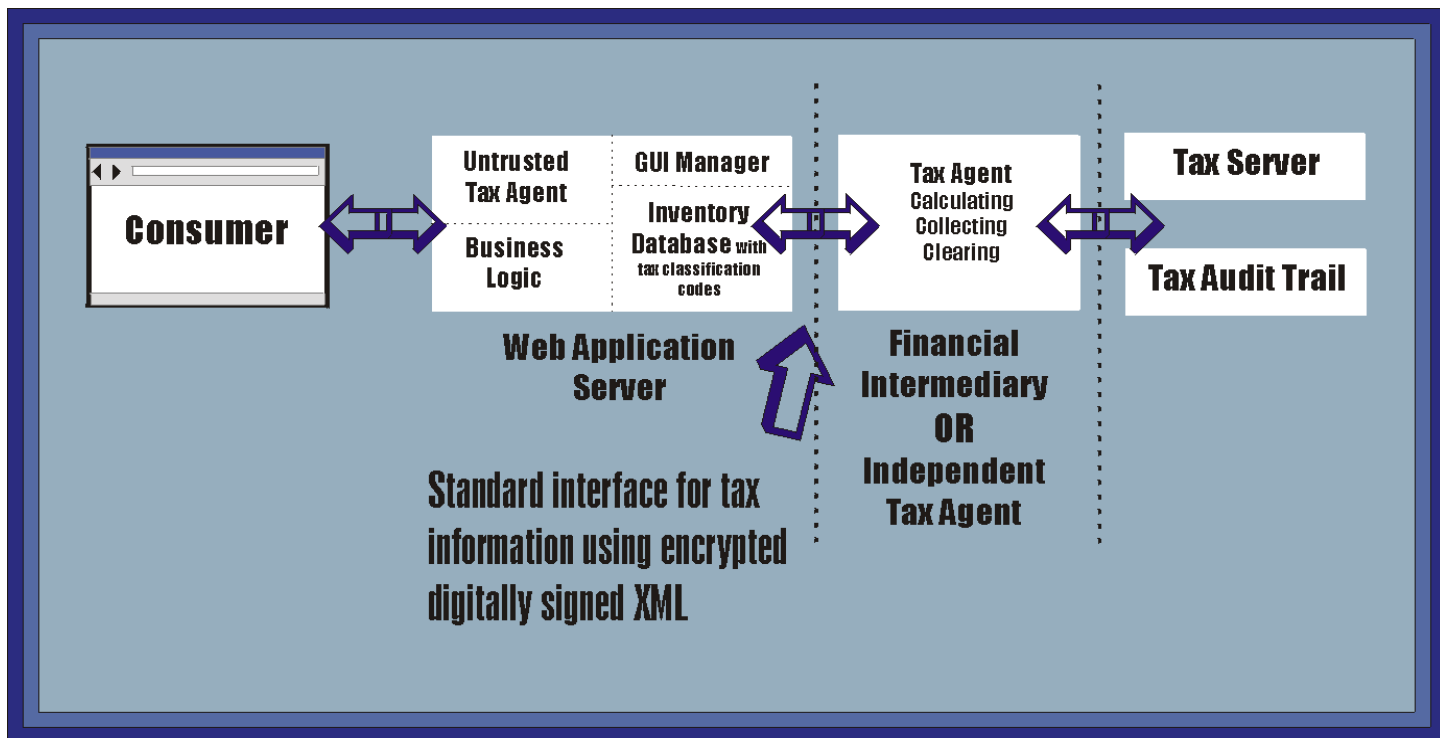 Consumer
Untrusted
Tax Agent
Business
Logic
GUI Manager
Inventory
Database with
tax classification
codes
Web Application
Server
Standard interface for tax
information using encrypted
digitally signed XML
Tax Agent
Calculating
Collecting
Clearing
Financial
Intermediary
OR
Independent
Tax Agent
Tax Server
Tax Audit Trail